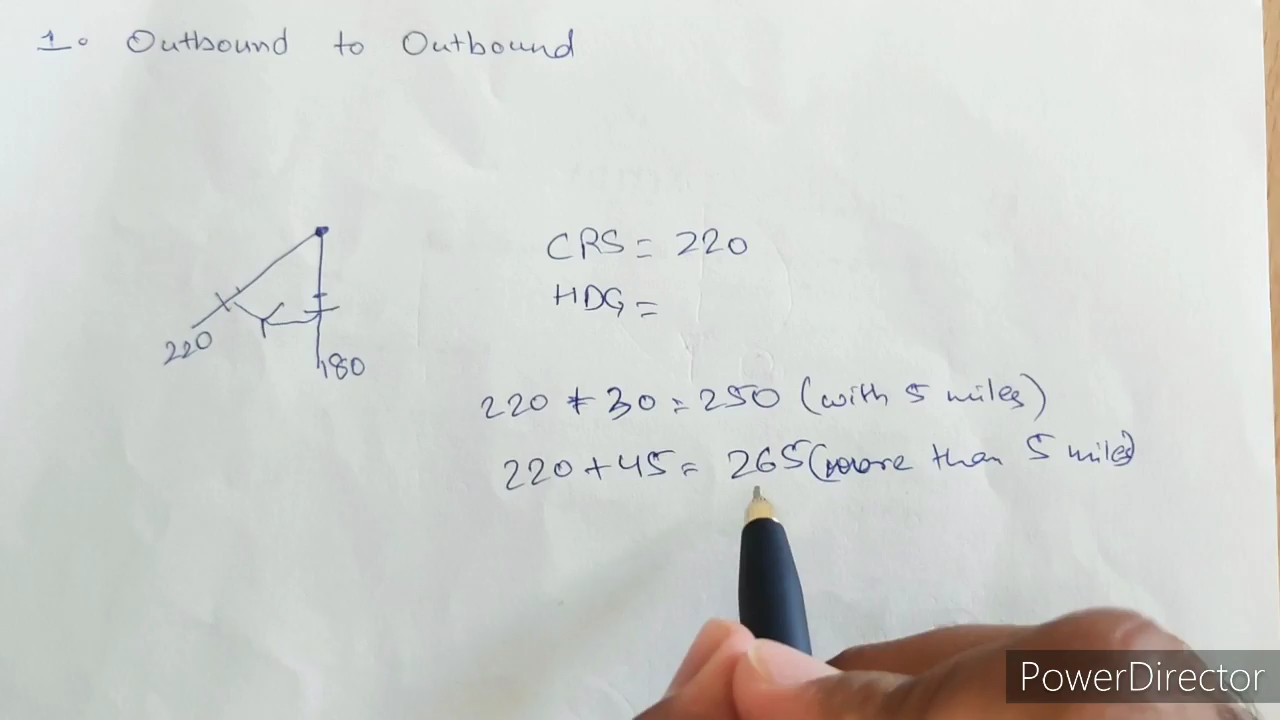 1. Outbound to Outbound
CRS = 220
HDG =
220
180
220 + 30 = 250 (with 5 miles)
220 + 45 = 265 (more than 5 miles)
PowerDirector